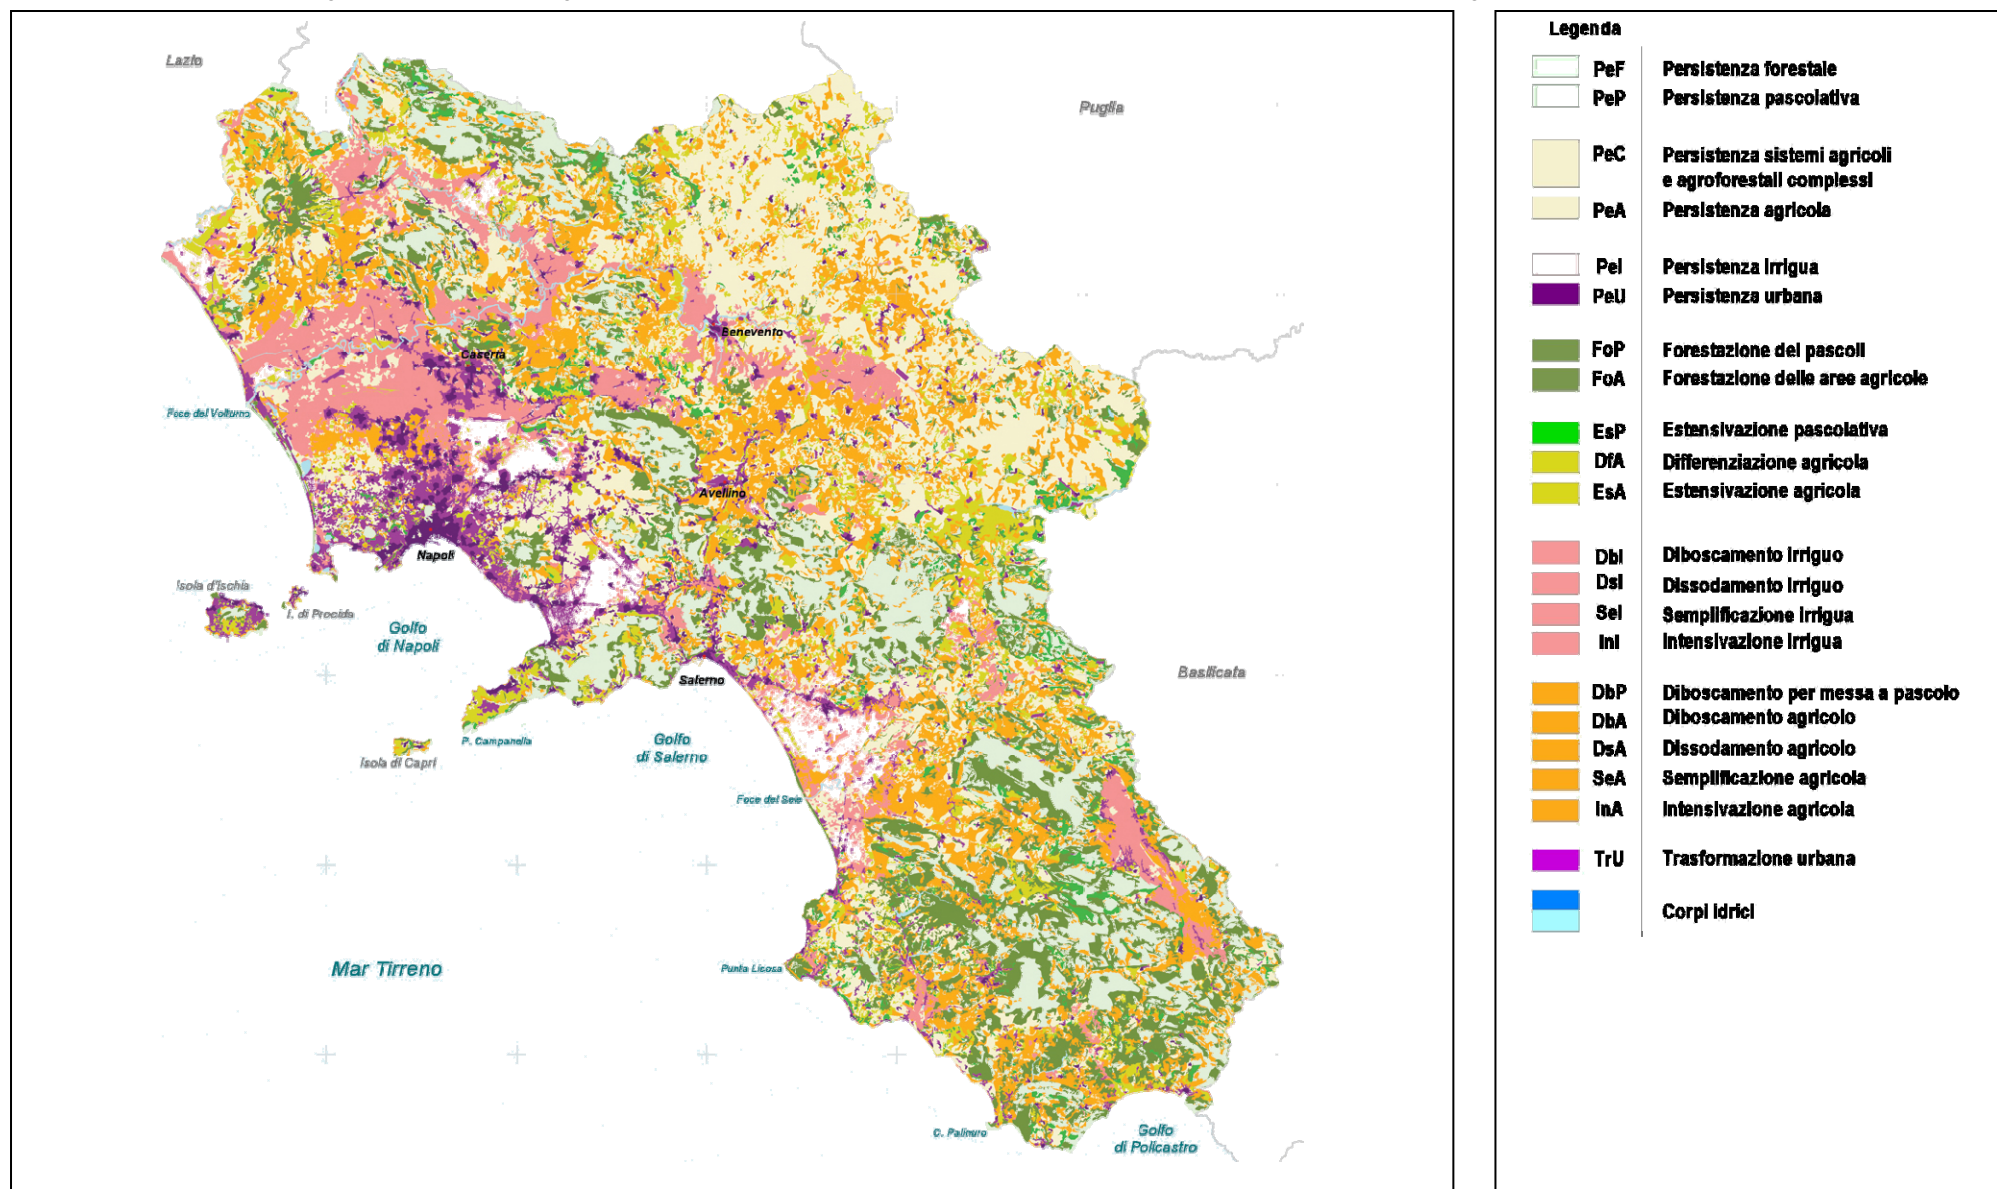 Lazio
Puglia
Benevento
Caserta
Foce del Volturno
Avellino
Napoli
Isola d'Ischia
I. di Procida
Golfo
di Napoli
Salerno
Basilicata
P. Campanella
Golfo
di Salerno
Isola di Capri
Foce del Sele
Mar Tirreno
Punta Licosa
C. Palinuro
Golfo
di Policastro
Legenda
PeF Persistenza forestale
PeP Persistenza pascolativa
PeC Persistenza sistemi agricoli
e agroforestali complessi
PeA Persistenza agricola
PeI Persistenza irrigua
PeU Persistenza urbana
FoP Forestazione dei pascoli
FoA Forestazione delle aree agricole
EsP Estensivazione pascolativa
DfA Differenziazione agricola
EsA Estensivazione agricola
DbI Diboscamento irriguo
DsI Dissodamento irriguo
SeI Semplificazione irrigua
InI Intensivazione irrigua
DbP Diboscamento per messa a pascolo
DbA Diboscamento agricolo
DsA Dissodamento agricolo
SeA Semplificazione agricola
InA Intensivazione agricola
TrU Trasformazione urbana
Corpi idrici